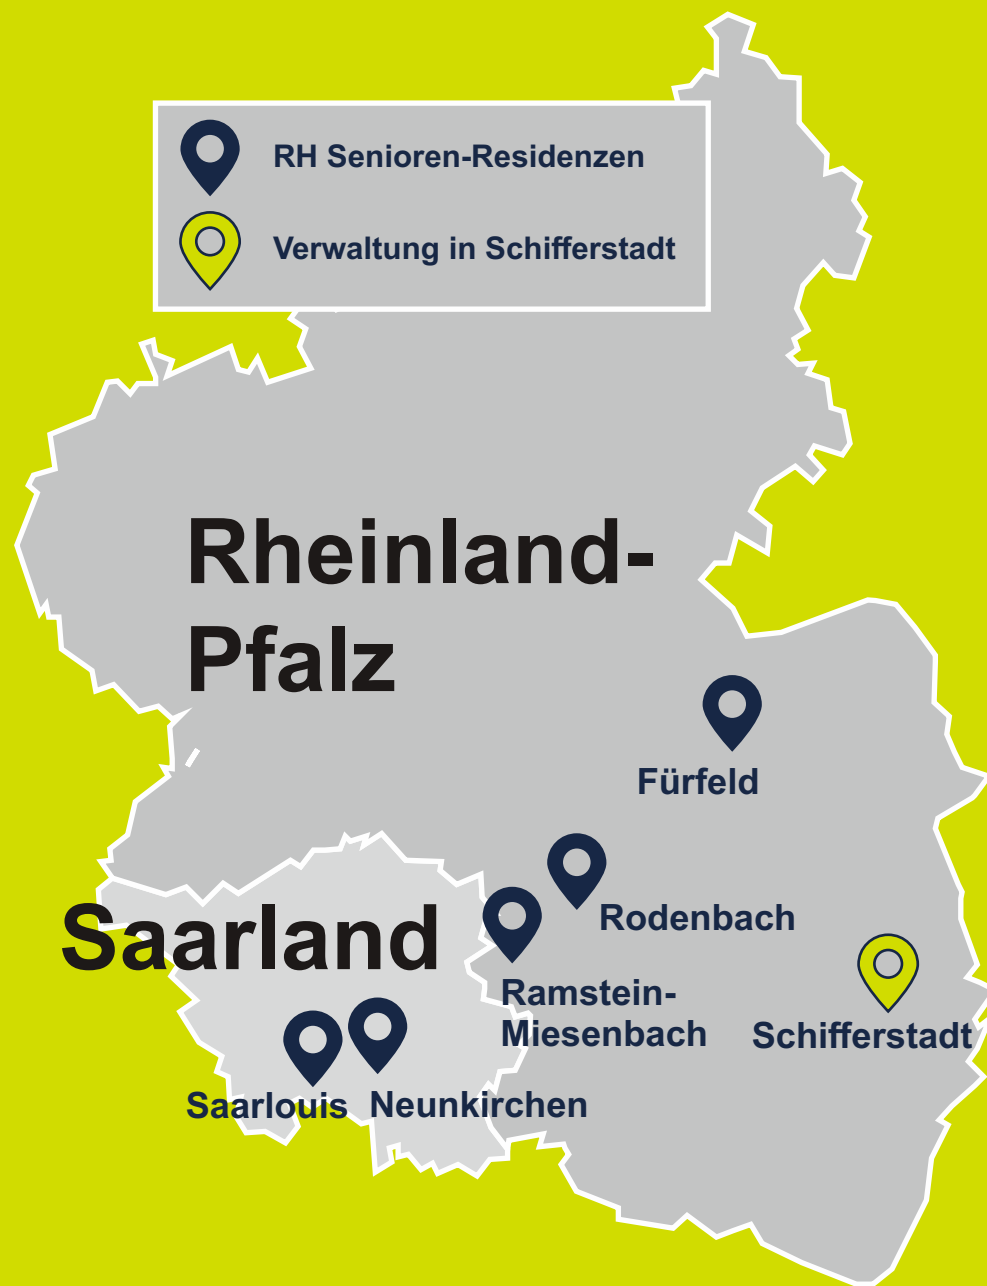 RH Senioren-Residenzen
Verwaltung in Schifferstadt
Rheinland-
Pfalz
Fürfeld
Saarland
Rodenbach
Ramstein-
Miesenbach
Schifferstadt
Saarlouis
Neunkirchen